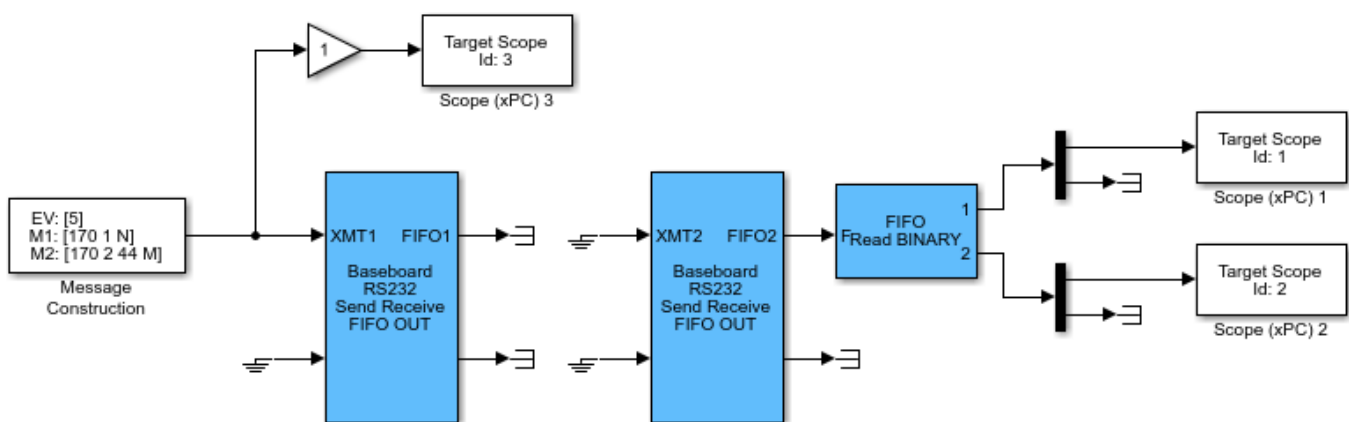 1
Target Scope
Id: 3
Scope (xPC) 3
EV: [5]
M1: [170 1 N]
M2: [170 2 44 M]
Message
Construction
XMT1
FIFO1
Baseboard
RS232
Send Receive
FIFO OUT
XMT2
FIFO2
Baseboard
RS232
Send Receive
FIFO OUT
F
FIFO
Read BINARY
1
2
Target Scope
Id: 1
Scope (xPC) 1
Target Scope
Id: 2
Scope (xPC) 2